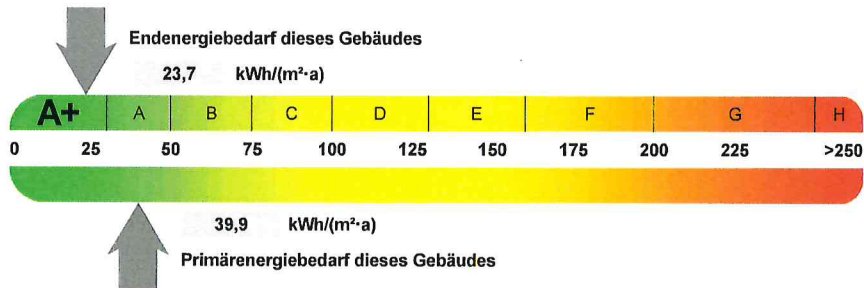 Endenergiebedarf dieses Gebäudes
23,7 kWh/(m²·a)
A+ A B C D E F G H
0 25 50 75 100 125 150 175 200 225 >250
39,9 kWh/(m²·a)
Primärenergiebedarf dieses Gebäudes